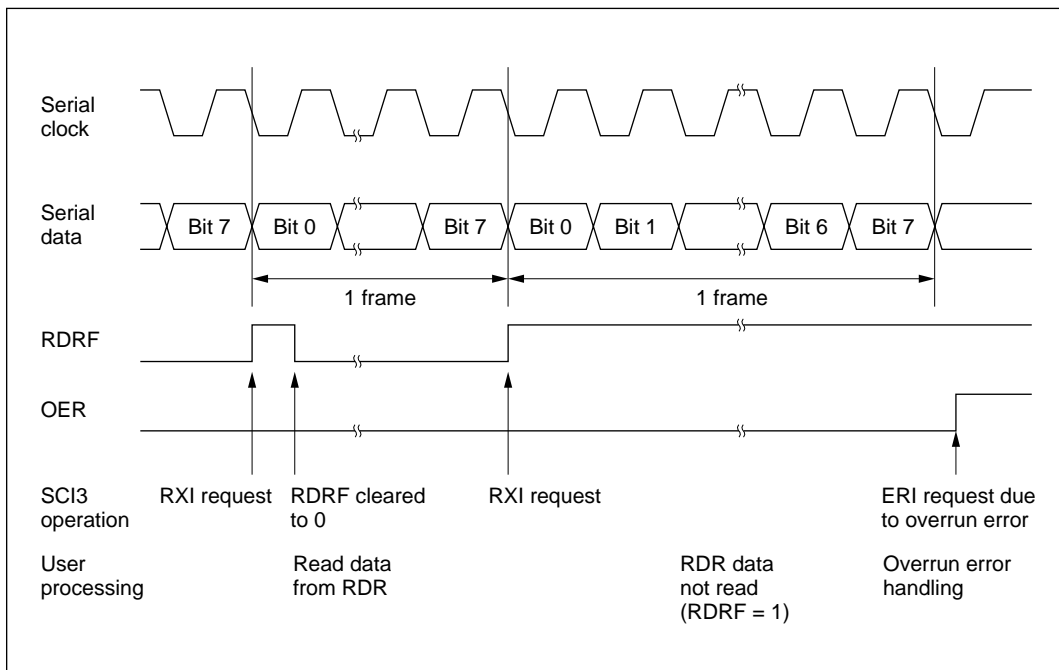 Serial
clock
Serial
data
Bit 7
Bit 0
Bit 7
Bit 0
Bit 1
Bit 6
Bit 7
1 frame
1 frame
RDRF
OER
SCI3
operation
RXI request
RDRF cleared
to 0
RXI request
ERI request due
to overrun error
User
processing
Read data
from RDR
RDR data
not read
(RDRF = 1)
Overrun error
handling